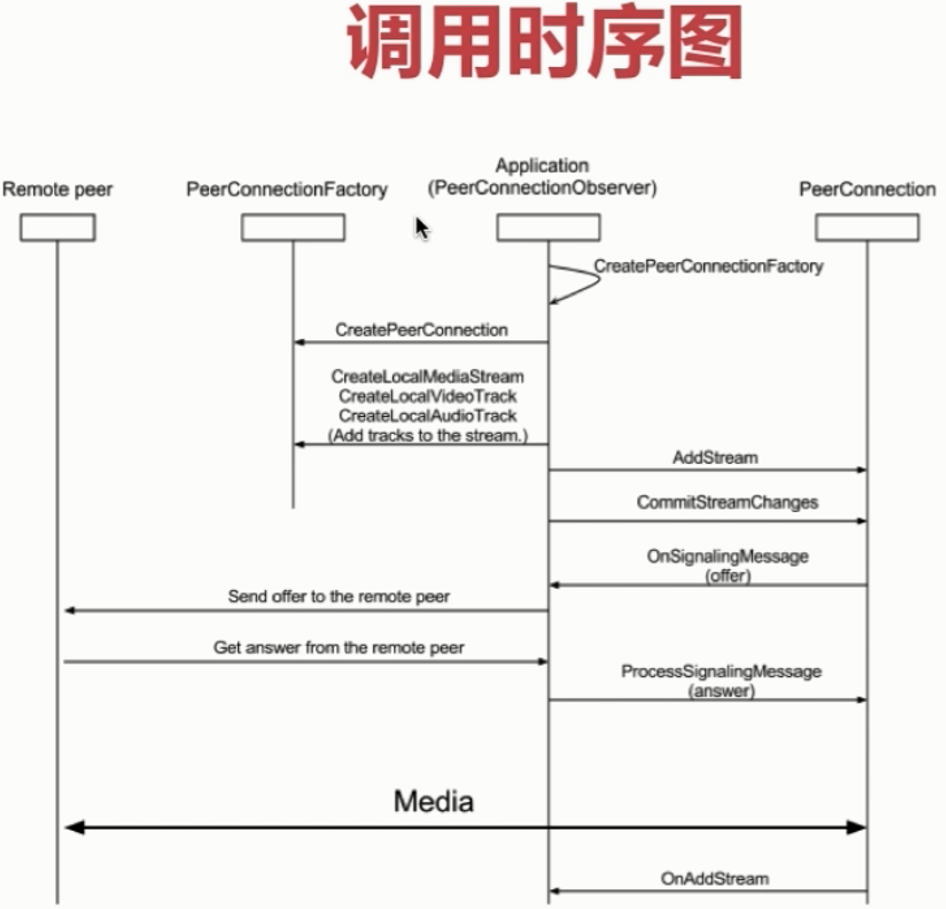 调用时序图
Application
Remote peer
PeerConnectionFactory
(PeerConnectionObserver)
PeerConnection
CreatePeerConnectionFactory
CreatePeerConnection
CreateLocalMediaStream
CreateLocalVideoTrack
CreateLocalAudioTrack
(Add tracks to the stream.)
AddStream
CommitStreamChanges
OnSignalingMessage
(offer)
Send offer to the remote peer
Get answer from the remote peer
ProcessSignalingMessage
(answer)
Media
OnAddStream